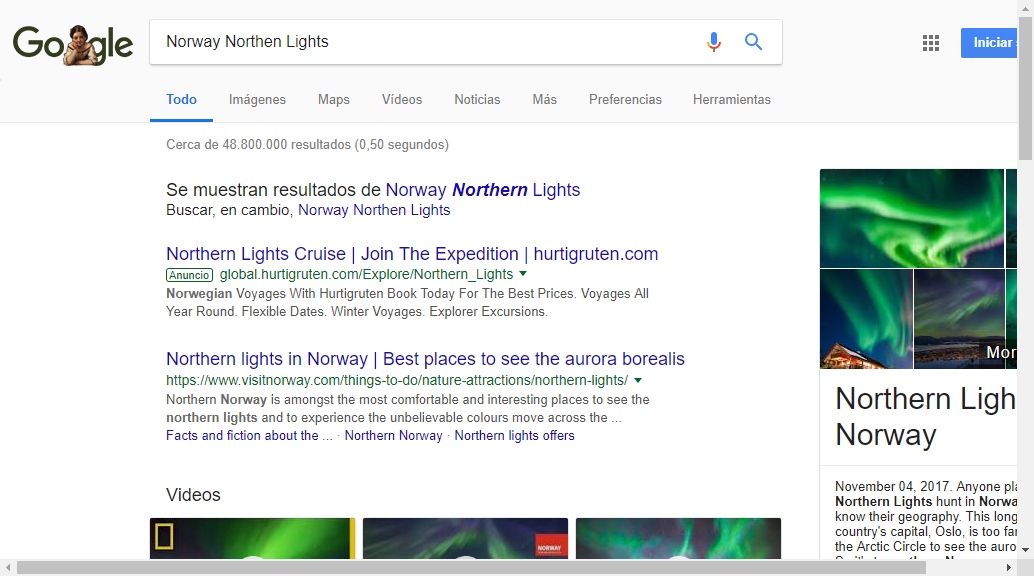 Google
Norway Northen Lights
Iniciar
Todo
Imágenes
Maps
Vídeos
Noticias
Más
Preferencias
Herramientas
Cerca de 48.800.000 resultados (0,50 segundos)
Se muestran resultados de Norway Northern Lights
Buscar, en cambio, Norway Northen Lights
Northern Lights Cruise | Join The Expedition | hurtigruten.com
Anuncio global.hurtigruten.com/Explore/Northern_Lights
Norwegian Voyages With Hurtigruten Book Today For The Best Prices. Voyages All
Year Round. Flexible Dates. Winter Voyages. Explorer Excursions.
Northern lights in Norway | Best places to see the aurora borealis
https://www.visitnorway.com/things-to-do/nature-attractions/northern-lights/
Northern Norway is amongst the most comfortable and interesting places to see the
northern lights and to experience the unbelievable colours move across the ...
Facts and fiction about the ... · Northern Norway · Northern lights offers
Videos
NORWAY
Mor
Northern Ligh
Norway
November 04, 2017. Anyone pla
Northern Lights hunt in Norwa
know their geography. This long
country's capital, Oslo, is too far
the Arctic Circle to see the auro